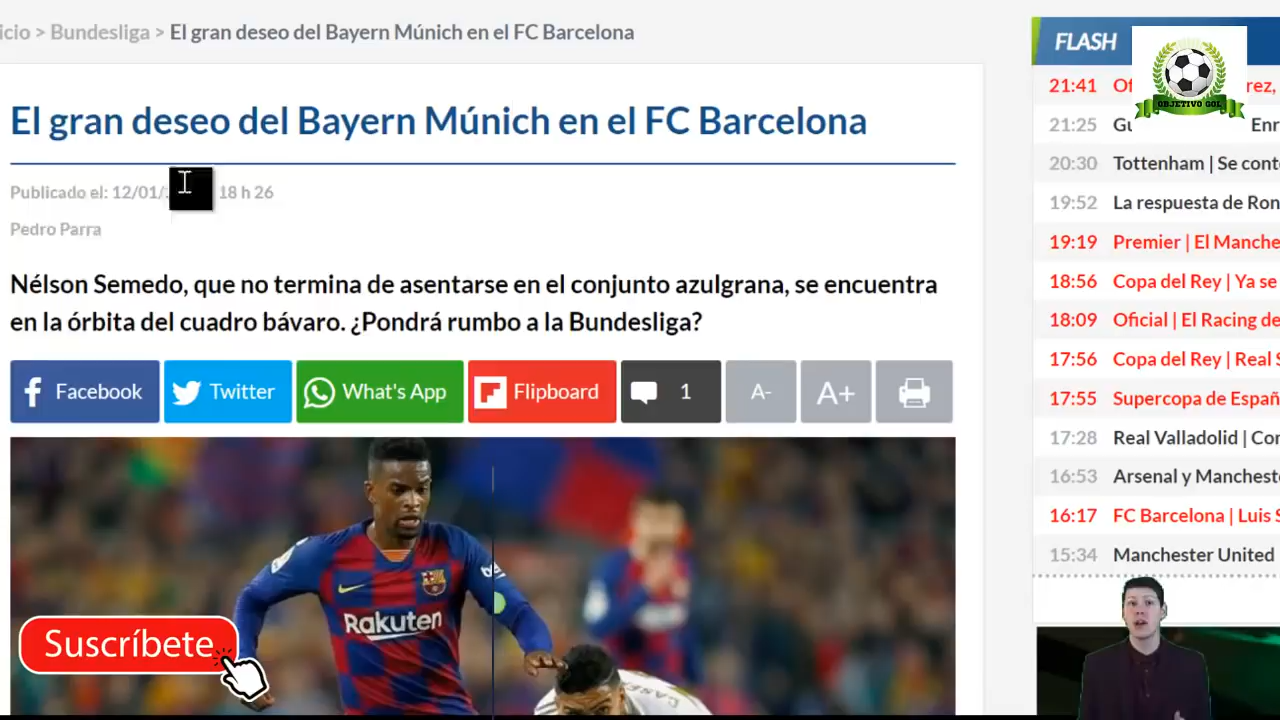 icio > Bundesliga > El gran deseo del Bayern Múnich en el FC Barcelona
El gran deseo del Bayern Múnich en el FC Barcelona
Publicado el: 12/01/ 18 h 26
Pedro Parra
Nélson Semedo, que no termina de asentarse en el conjunto azulgrana, se encuentra
en la órbita del cuadro bávaro. ¿Pondrá rumbo a la Bundesliga?
Facebook
Twitter
What's App
Flipboard
1
A-
A+
Rakuten
Suscríbete
FLASH
OBJETIVO GOL
21:41 Of rez,
21:25 Gu Enr
20:30 Tottenham | Se cont
19:52 La respuesta de Ron
19:19 Premier | El Manche
18:56 Copa del Rey | Ya se
18:09 Oficial | El Racing de
17:56 Copa del Rey | Real S
17:55 Supercopa de Españ
17:28 Real Valladolid | Con
16:53 Arsenal y Manchest
16:17 FC Barcelona | Luis S
15:34 Manchester United